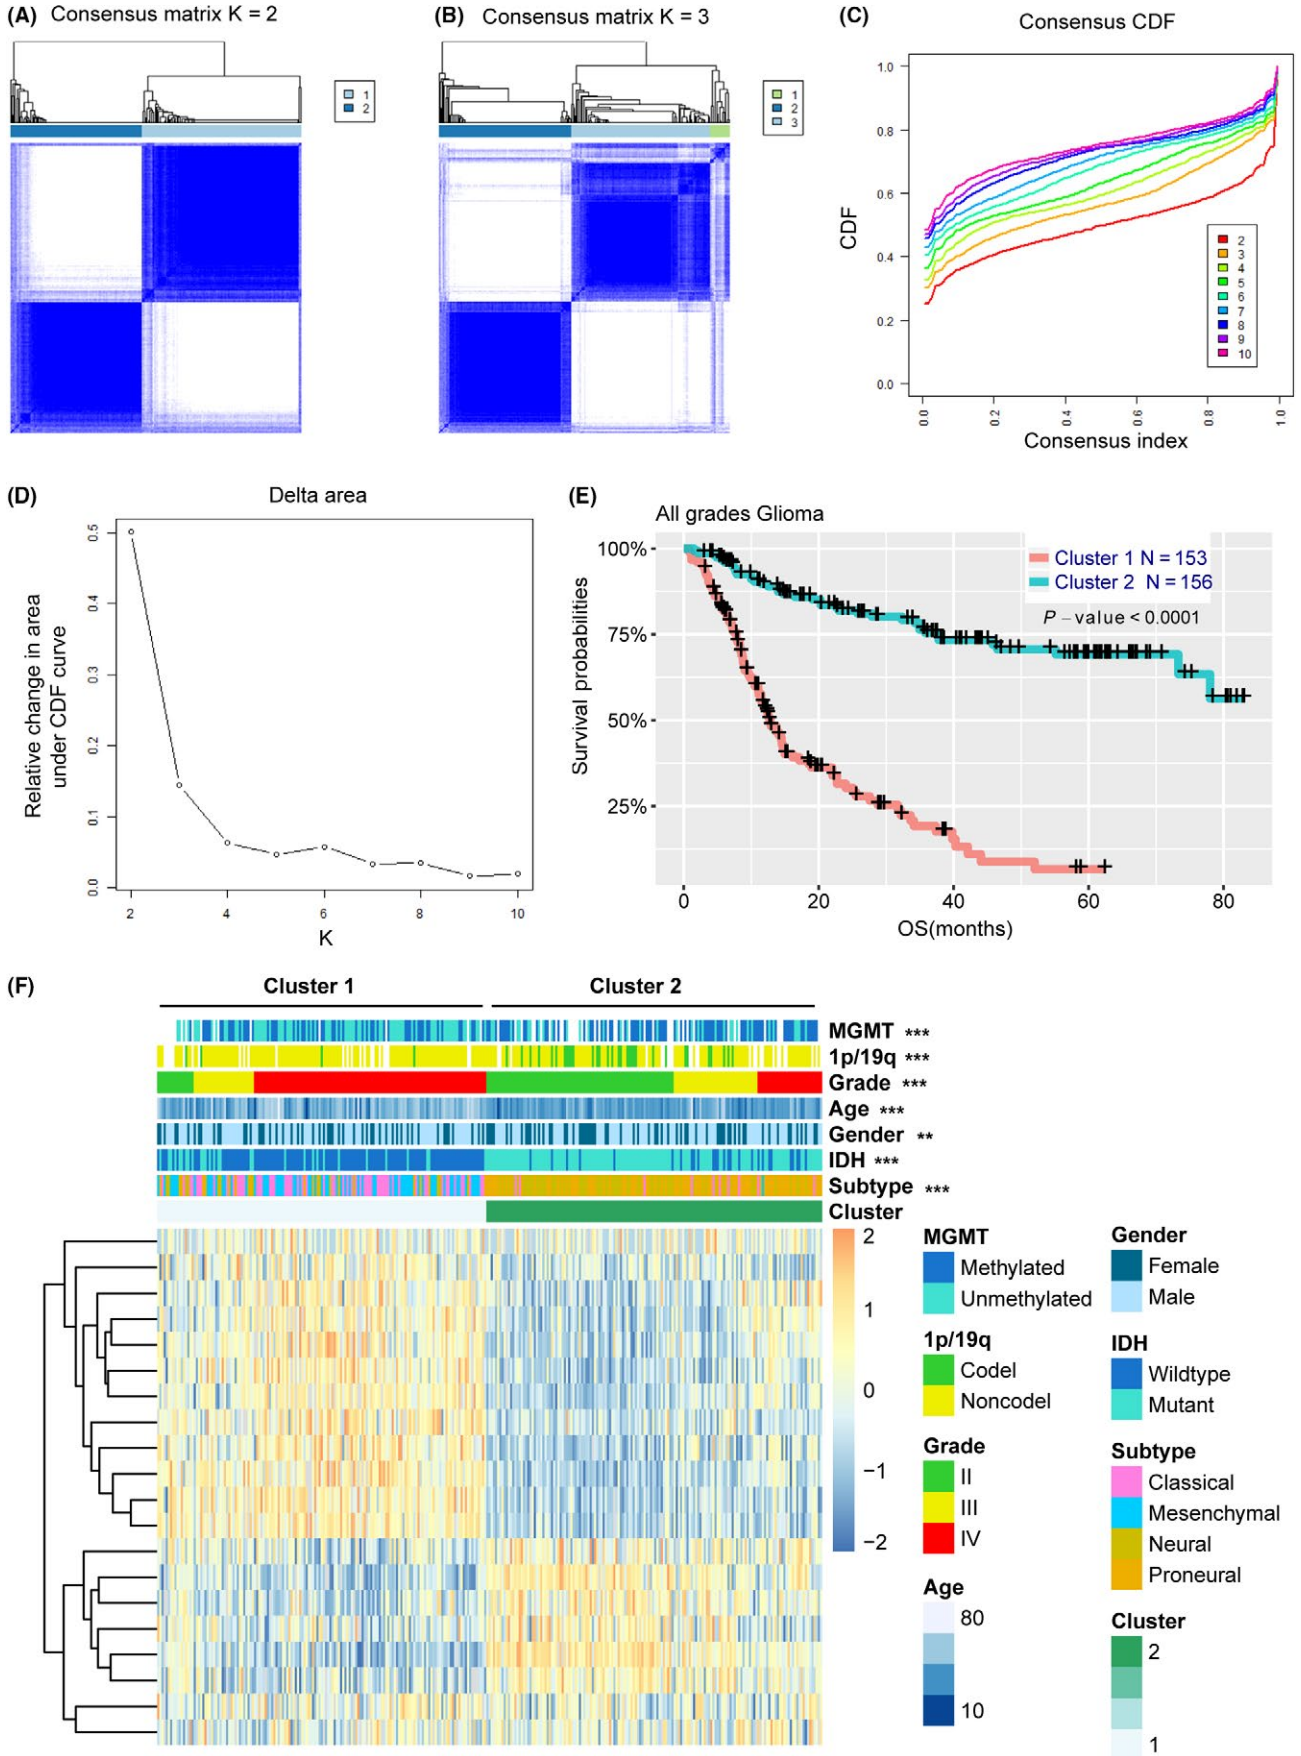 (A) Consensus matrix K = 2
1
2
(B) Consensus matrix K = 3
1
2
3
(C) Consensus CDF
CDF
1.0
0.8
0.6
0.4
0.2
0.0
2
3
4
5
6
7
8
9
10
0.0 0.2 0.4 0.6 0.8 1.0
Consensus index
(D) Delta area
Relative change in area
under CDF curve
0.5
0.4
0.3
0.2
0.1
0.0
2 4 6 8 10
K
(E)
All grades Glioma
Survival probabilities
100%
75%
50%
25%
Cluster 1 N = 153
Cluster 2 N = 156
P – value < 0.0001
0 20 40 60 80
OS(months)
(F) Cluster 1 Cluster 2
MGMT ***
1p/19q ***
Grade ***
Age ***
Gender **
IDH ***
Subtype ***
Cluster
2
1
0
−1
−2
MGMT
Methylated
Unmethylated
1p/19q
Codel
Noncodel
Grade
II
III
IV
Age
80
10
Gender
Female
Male
IDH
Wildtype
Mutant
Subtype
Classical
Mesenchymal
Neural
Proneural
Cluster
2
1